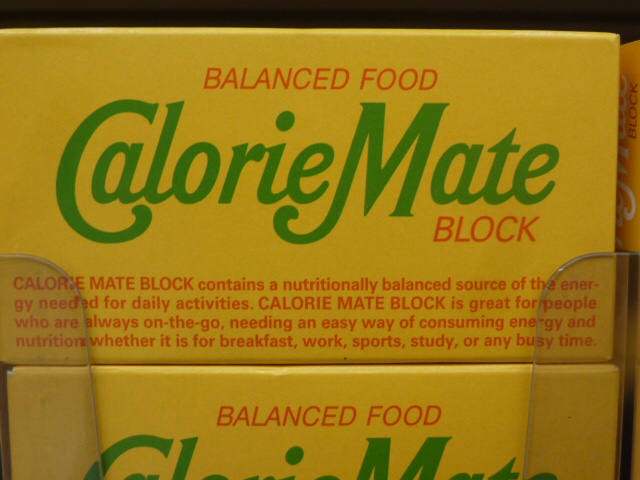 BALANCED FOOD
CalorieMate
BLOCK
CALORIE MATE BLOCK contains a nutritionally balanced source of the ener-
gy needed for daily activities. CALORIE MATE BLOCK is great for people
who are always on-the-go, needing an easy way of consuming energy and
nutrition whether it is for breakfast, work, sports, study, or any busy time.
BALANCED FOOD
CalorieMate
BLOCK